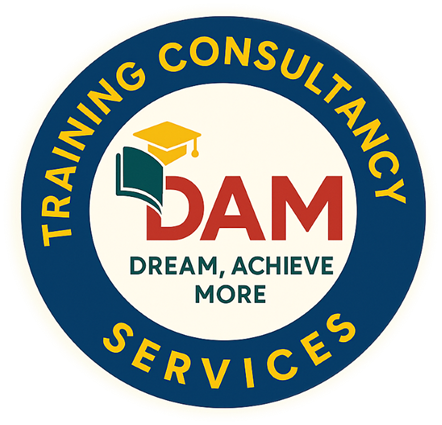 TRAINING CONSULTANCY
DAM
DREAM, ACHIEVE
MORE
SERVICES